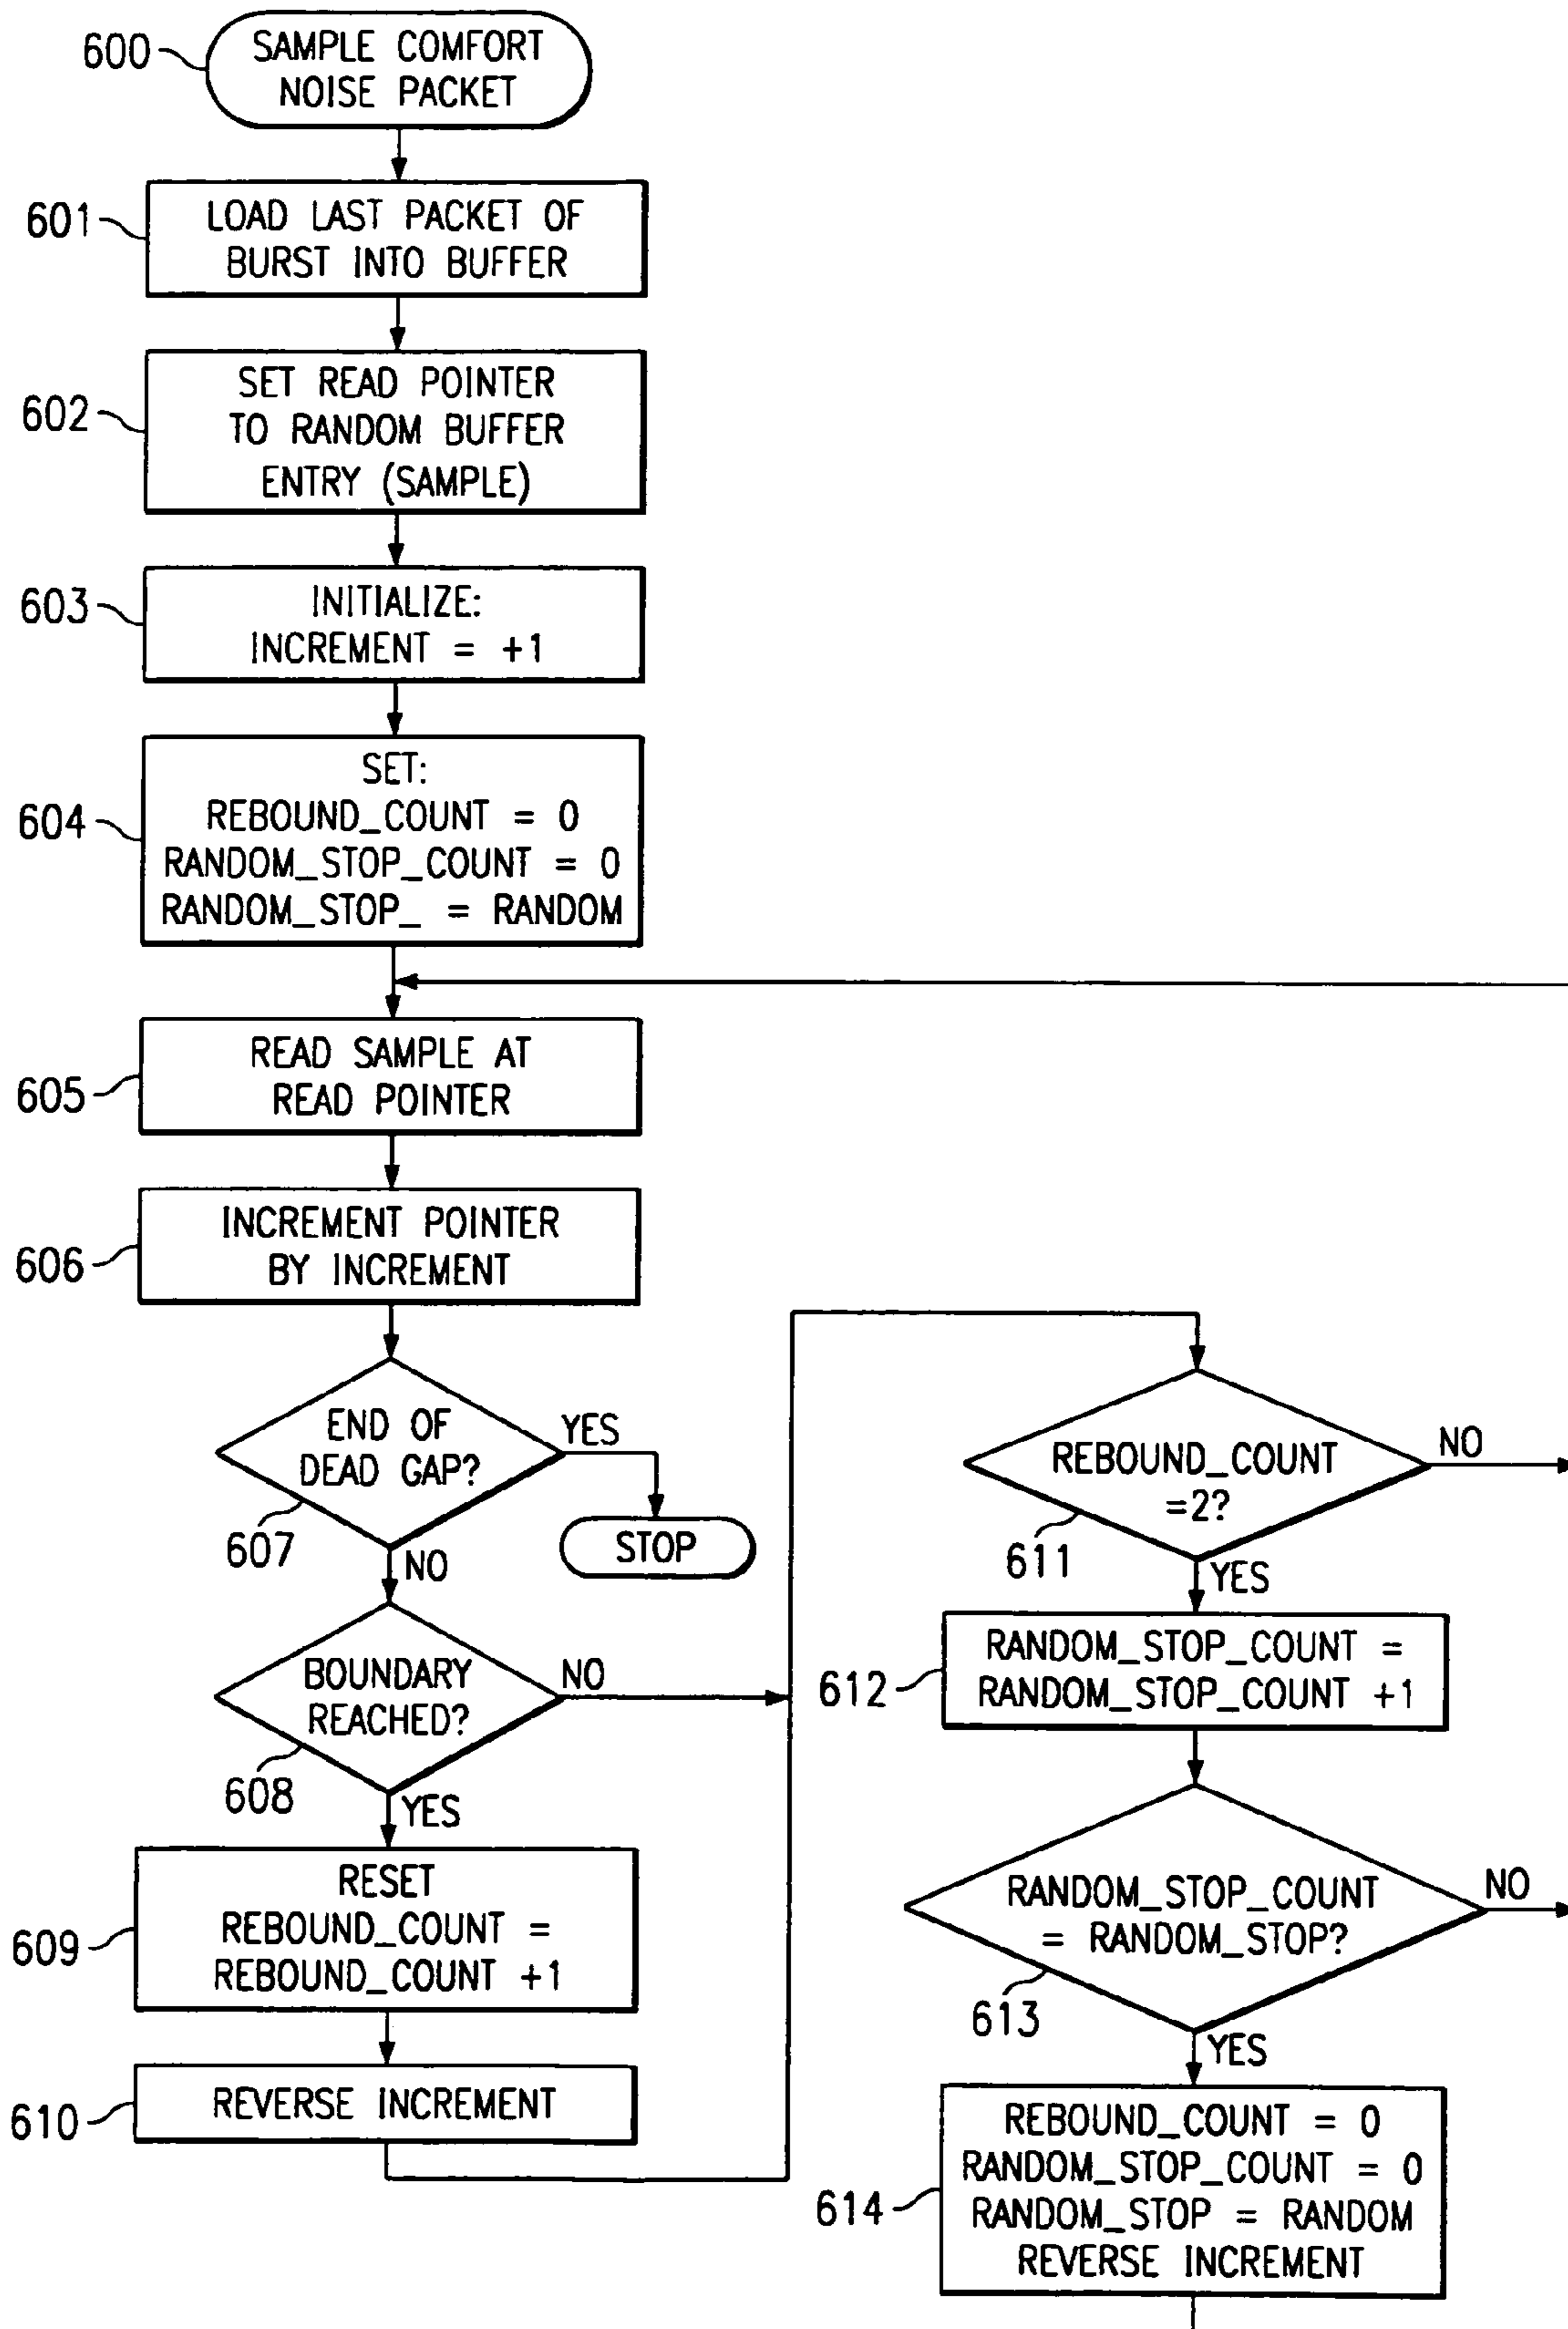 600
SAMPLE COMFORT
NOISE PACKET
601
LOAD LAST PACKET OF
BURST INTO BUFFER
602
SET READ POINTER
TO RANDOM BUFFER
ENTRY (SAMPLE)
603
INITIALIZE:
INCREMENT = +1
604
SET:
REBOUND_COUNT = 0
RANDOM_STOP_COUNT = 0
RANDOM_STOP_ = RANDOM
605
READ SAMPLE AT
READ POINTER
606
INCREMENT POINTER
BY INCREMENT
END OF
DEAD GAP?
607
YES
STOP
NO
BOUNDARY
REACHED?
608
NO
YES
609
RESET
REBOUND_COUNT =
REBOUND_COUNT +1
610
REVERSE INCREMENT
REBOUND_COUNT
=2?
611
NO
YES
612
RANDOM_STOP_COUNT =
RANDOM_STOP_COUNT +1
RANDOM_STOP_COUNT
= RANDOM_STOP?
613
NO
YES
614
REBOUND_COUNT = 0
RANDOM_STOP_COUNT = 0
RANDOM_STOP = RANDOM
REVERSE INCREMENT